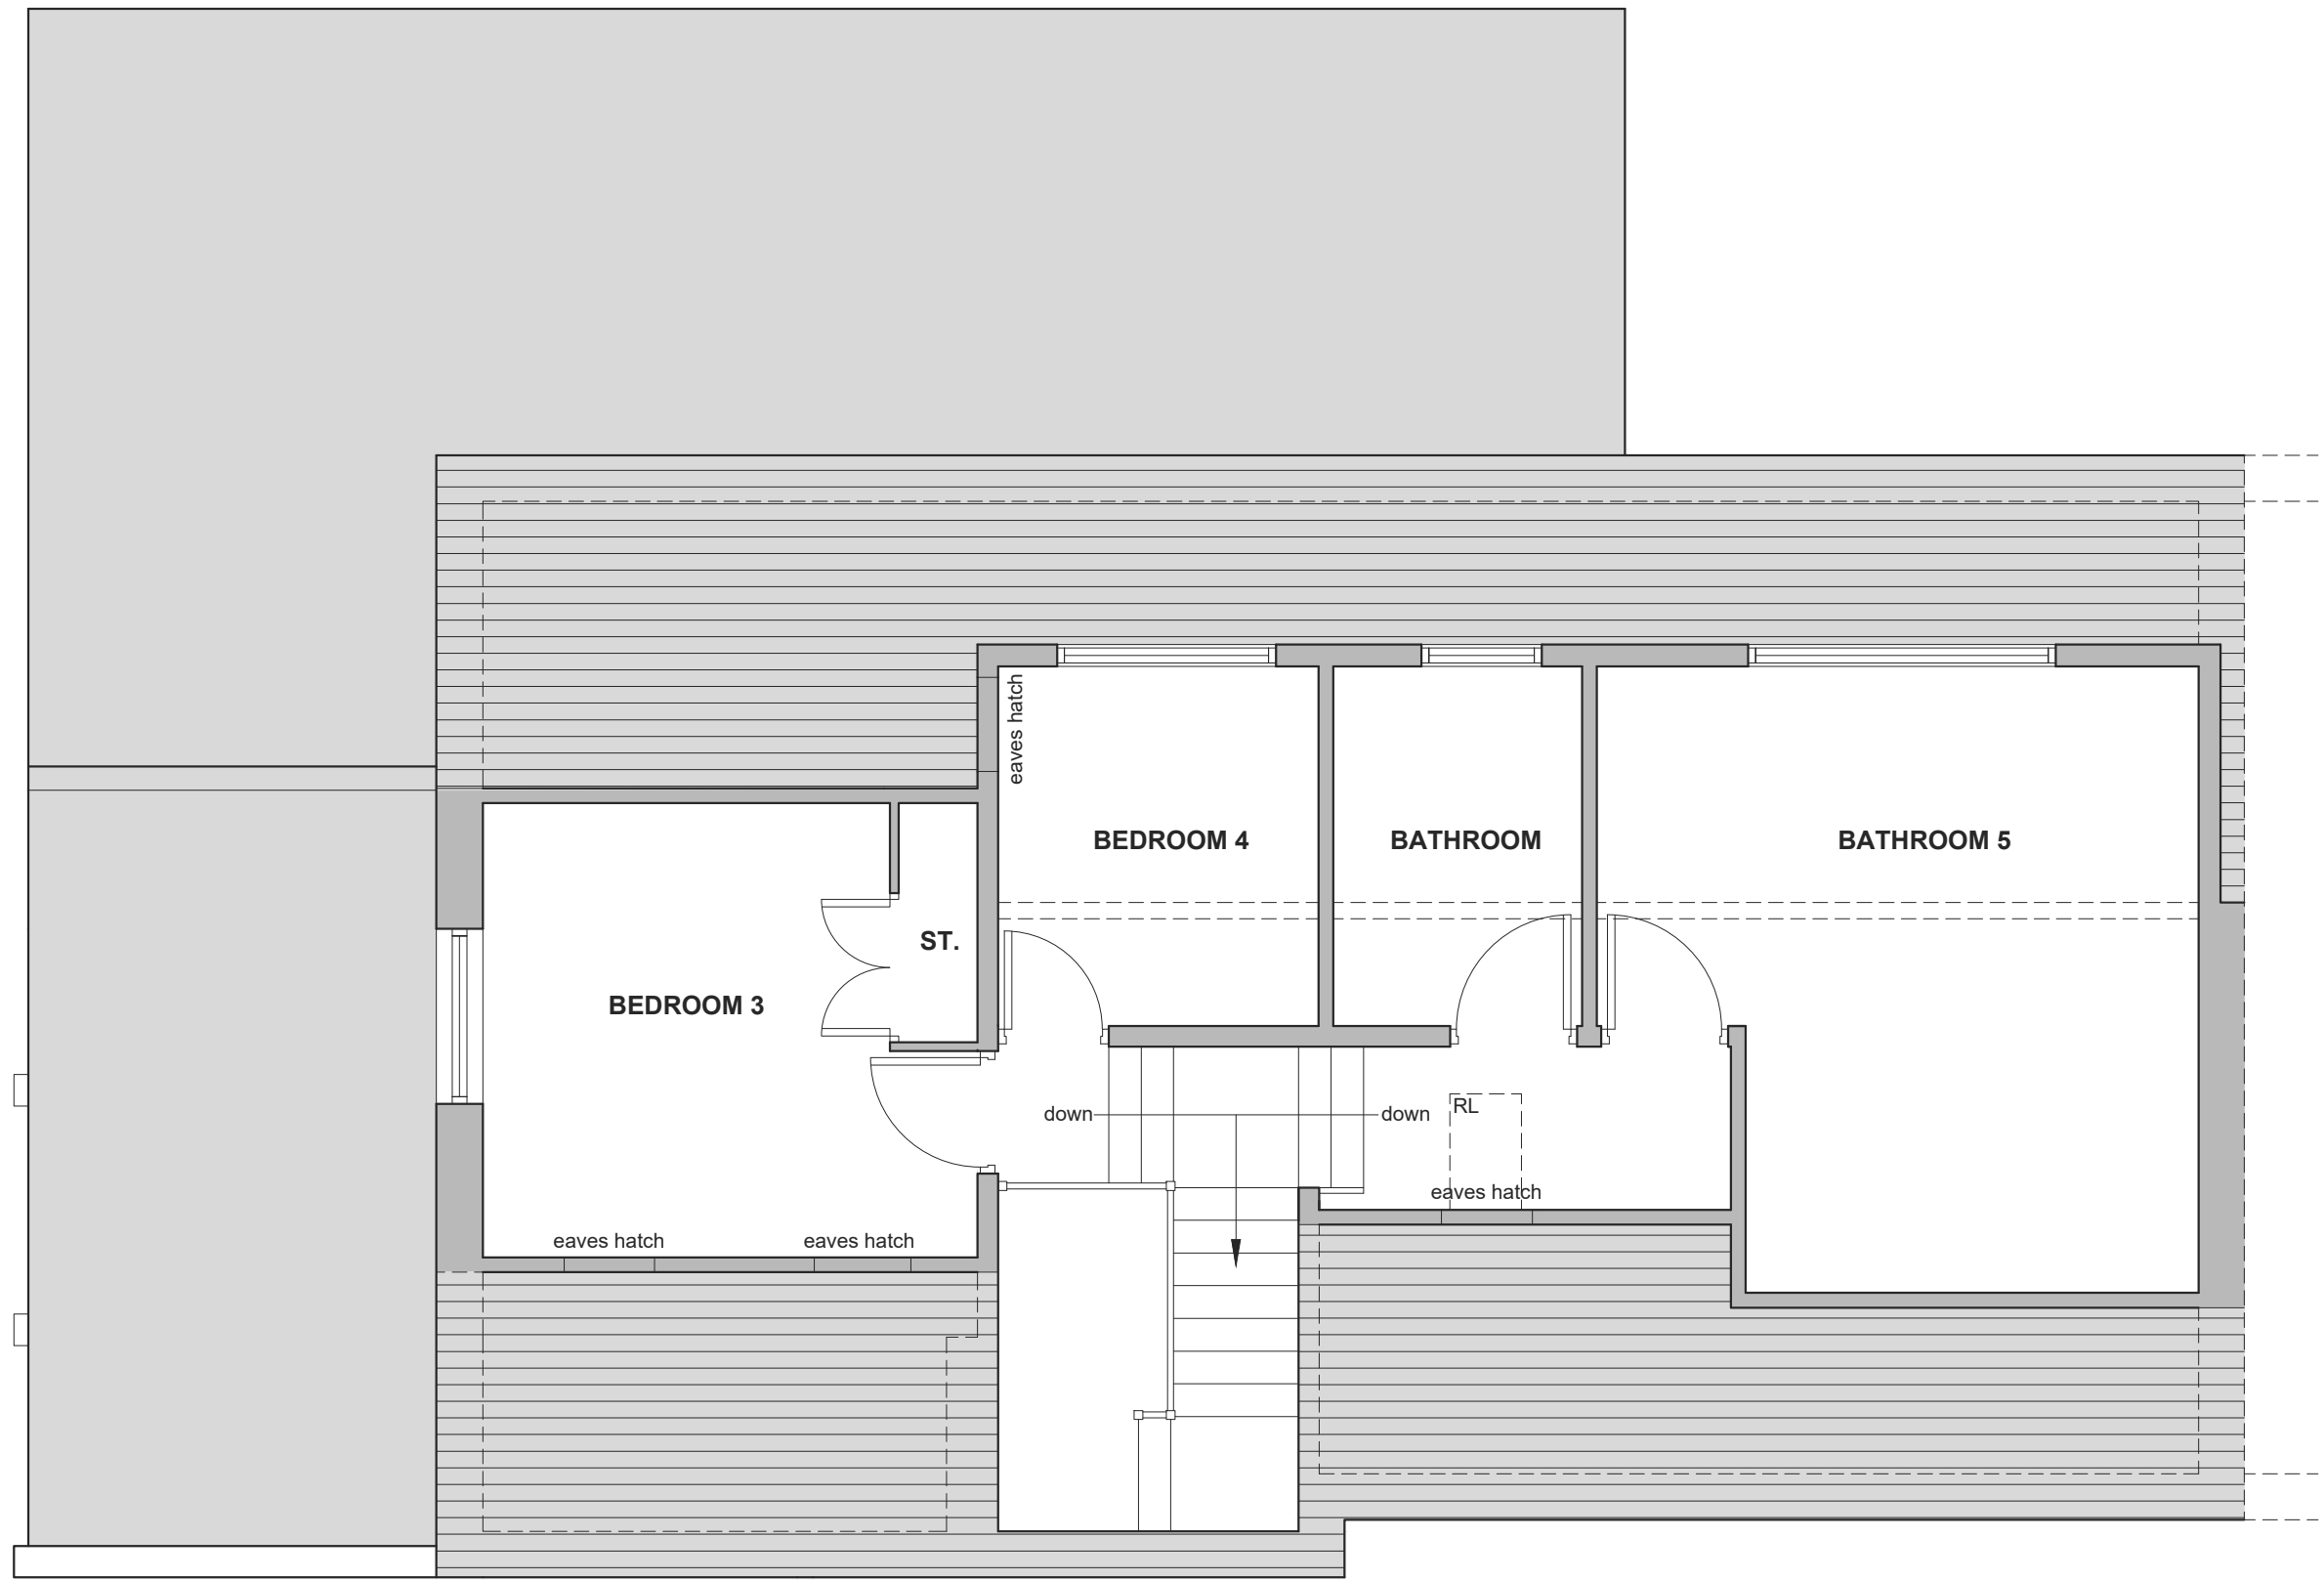 eaves hatch
BEDROOM 4
BATHROOM
BATHROOM 5
ST.
BEDROOM 3
down
down
RL
eaves hatch
eaves hatch
eaves hatch